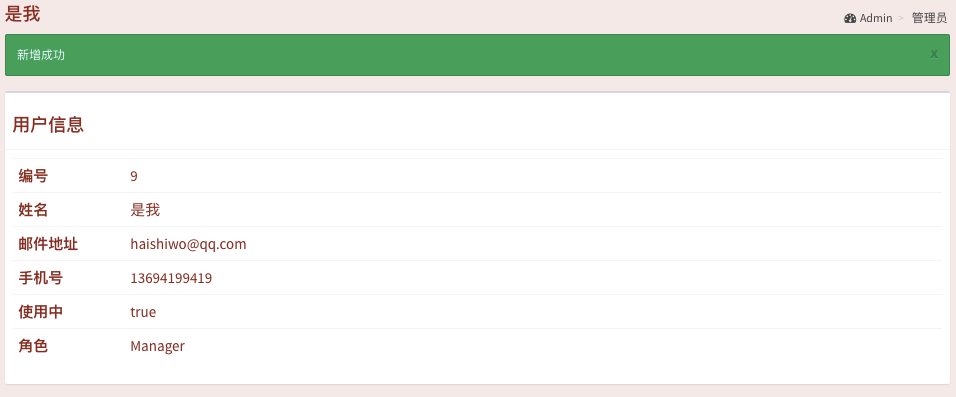 是我
Admin > 管理员
新增成功 x
用户信息
编号 9
姓名 是我
邮件地址 haishiwo@qq.com
手机号 13694199419
使用中 true
角色 Manager